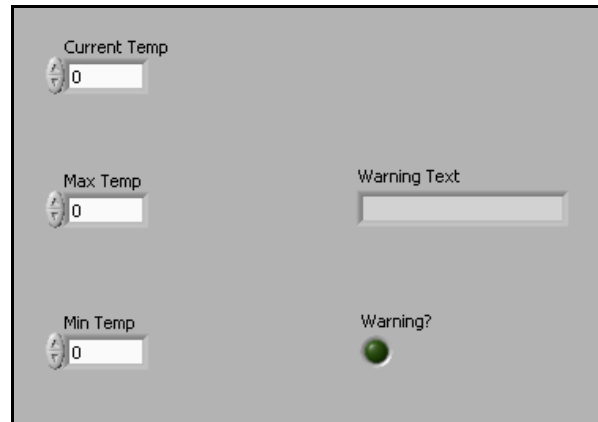 Current Temp
0
Max Temp
0
Warning Text
Min Temp
0
Warning?